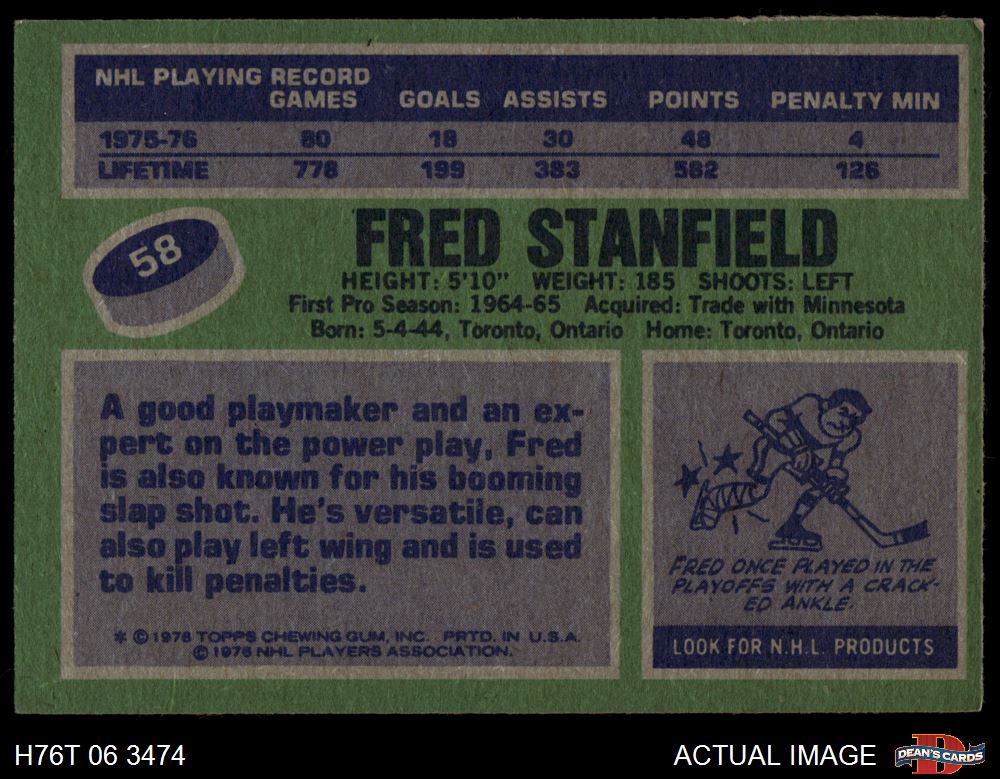 NHL PLAYING RECORD
GAMES GOALS ASSISTS POINTS PENALTY MIN
1975-76 80 18 30 48 4
LIFETIME 778 199 383 582 126
58
FRED STANFIELD
HEIGHT: 5'10" WEIGHT: 185 SHOOTS: LEFT
First Pro Season: 1964-65 Acquired: Trade with Minnesota
Born: 5-4-44, Toronto, Ontario Home: Toronto, Ontario
A good playmaker and an ex-
pert on the power play, Fred
is also known for his booming
slap shot. He's versatile, can
also play left wing and is used
to kill penalties.
* © 1976 TOPPS CHEWING GUM, INC. PRTD. IN U.S.A.
© 1976 NHL PLAYERS ASSOCIATION.
FRED ONCE PLAYED IN THE
PLAYOFFS WITH A CRACK-
ED ANKLE.
LOOK FOR N.H.L PRODUCTS
H76T 06 3474
ACTUAL IMAGE
D
DEAN'S CARDS